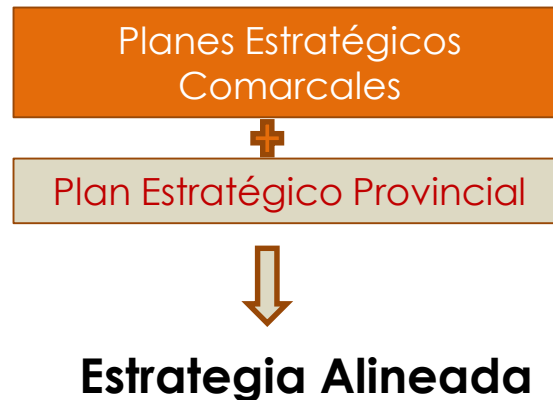 Planes Estratégicos
Comarcales
+
Plan Estratégico Provincial
Estrategia Alineada